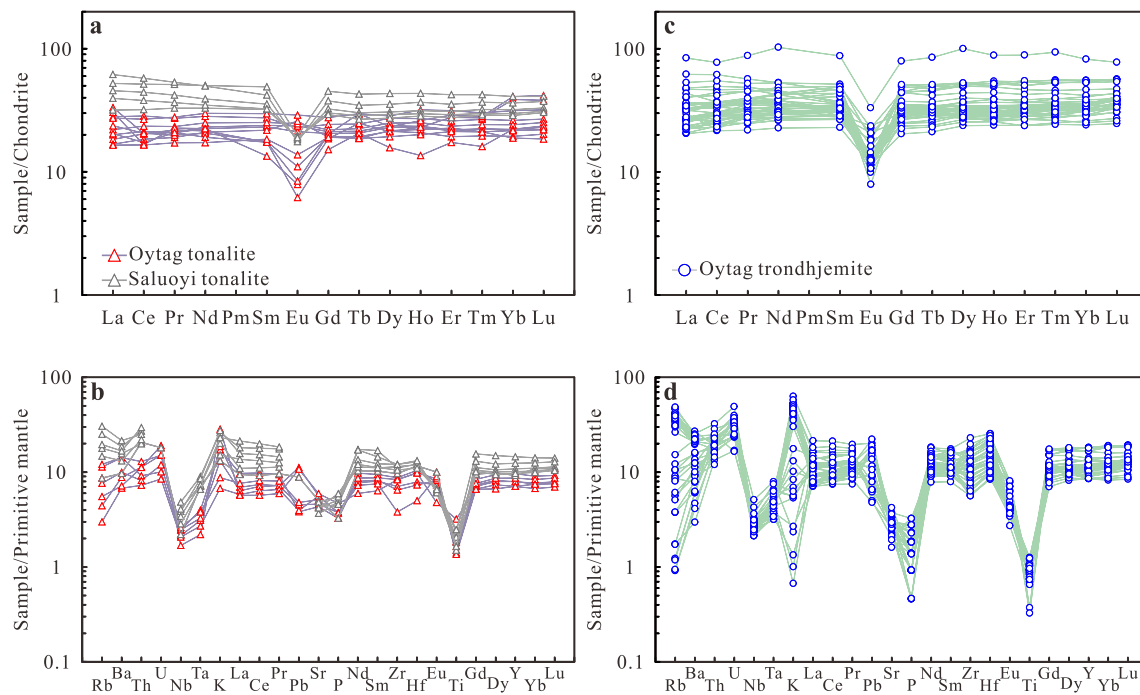 a
Sample/Chondrite
100
10
1
Oytag tonalite
Saluoyi tonalite
La Ce Pr Nd Pm Sm Eu Gd Tb Dy Ho Er Tm Yb Lu
c
Sample/Chondrite
100
10
1
Oytag trondhjemite
La Ce Pr Nd Pm Sm Eu Gd Tb Dy Ho Er Tm Yb Lu
b
Sample/Primitive mantle
100
10
1
0.1
Rb Ba Th U Nb Ta K La Ce Pr Pb Sr P Nd Sm Zr Hf Eu Ti Gd Dy Y Yb Lu
d
Sample/Primitive mantle
100
10
1
0.1
Rb Ba Th U Nb Ta K La Ce Pr Pb Sr P Nd Sm Zr Hf Eu Ti Gd Dy Y Yb Lu